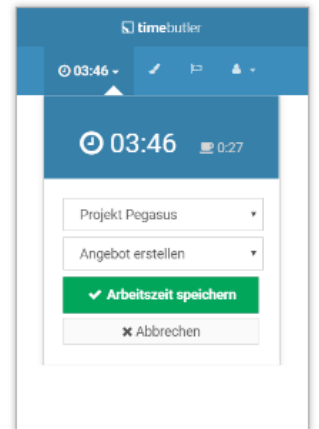 timebutler
03:46
03:46 0:27
Projekt Pegasus
Angebot erstellen
Arbeitszeit speichern
Abbrechen